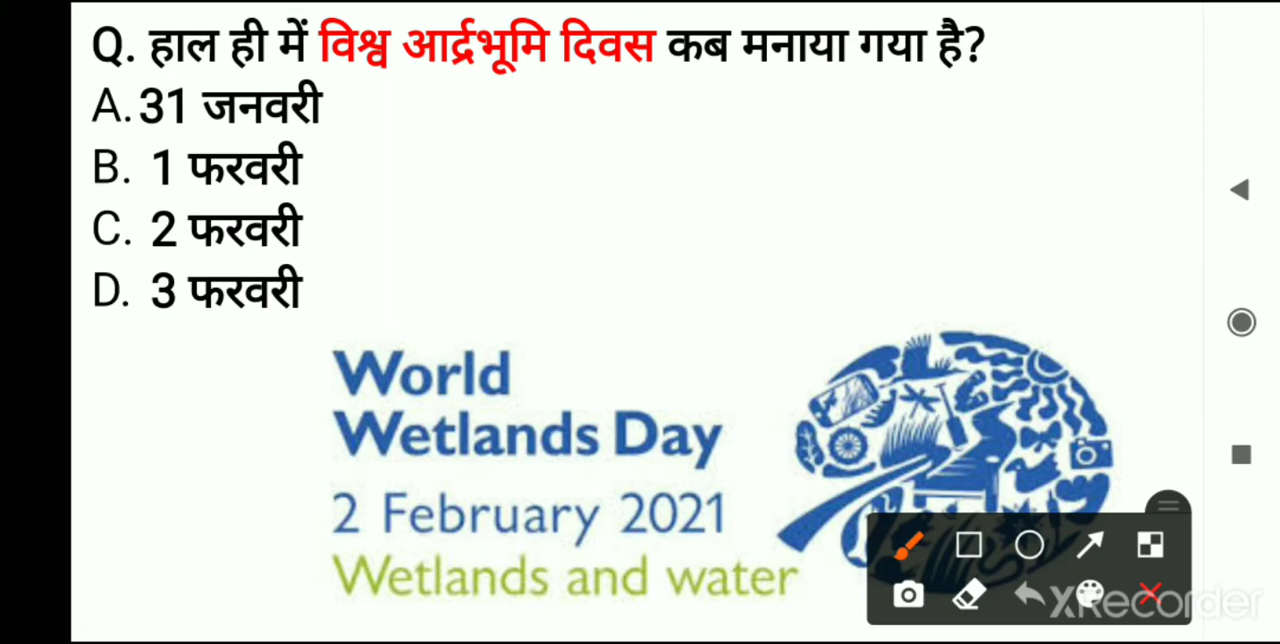 Q. हाल ही में विश्व आर्द्रभूमि दिवस कब मनाया गया है?
A. 31 जनवरी
B. 1 फरवरी
C. 2 फरवरी
D. 3 फरवरी
World
Wetlands Day
2 February 2021
Wetlands and water
XRecorder